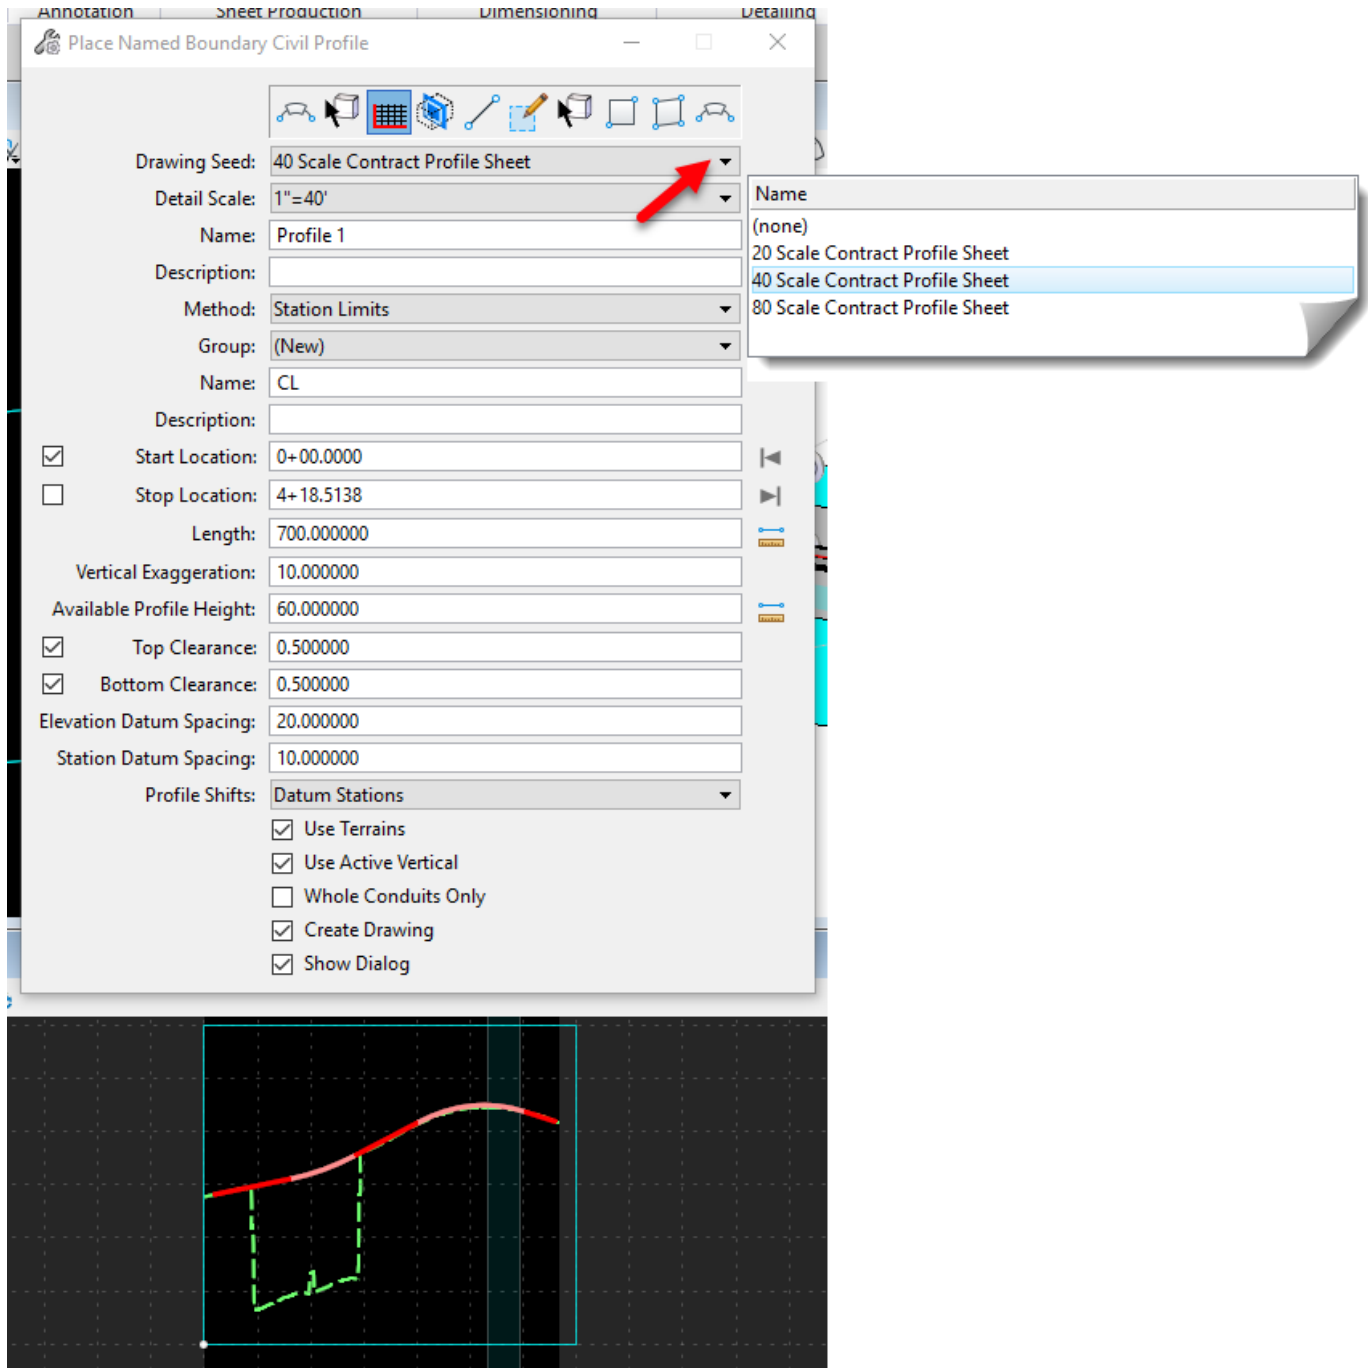 Annotation Sheet Production Dimensioning Detailing
Place Named Boundary Civil Profile
Drawing Seed: 40 Scale Contract Profile Sheet
Detail Scale: 1"=40'
Name: Profile 1
Description:
Method: Station Limits
Group: (New)
Name: CL
Description:
Start Location: 0+00.0000
Stop Location: 4+18.5138
Length: 700.000000
Vertical Exaggeration: 10.000000
Available Profile Height: 60.000000
Top Clearance: 0.500000
Bottom Clearance: 0.500000
Elevation Datum Spacing: 20.000000
Station Datum Spacing: 10.000000
Profile Shifts: Datum Stations
Use Terrains
Use Active Vertical
Whole Conduits Only
Create Drawing
Show Dialog
Name
(none)
20 Scale Contract Profile Sheet
40 Scale Contract Profile Sheet
80 Scale Contract Profile Sheet